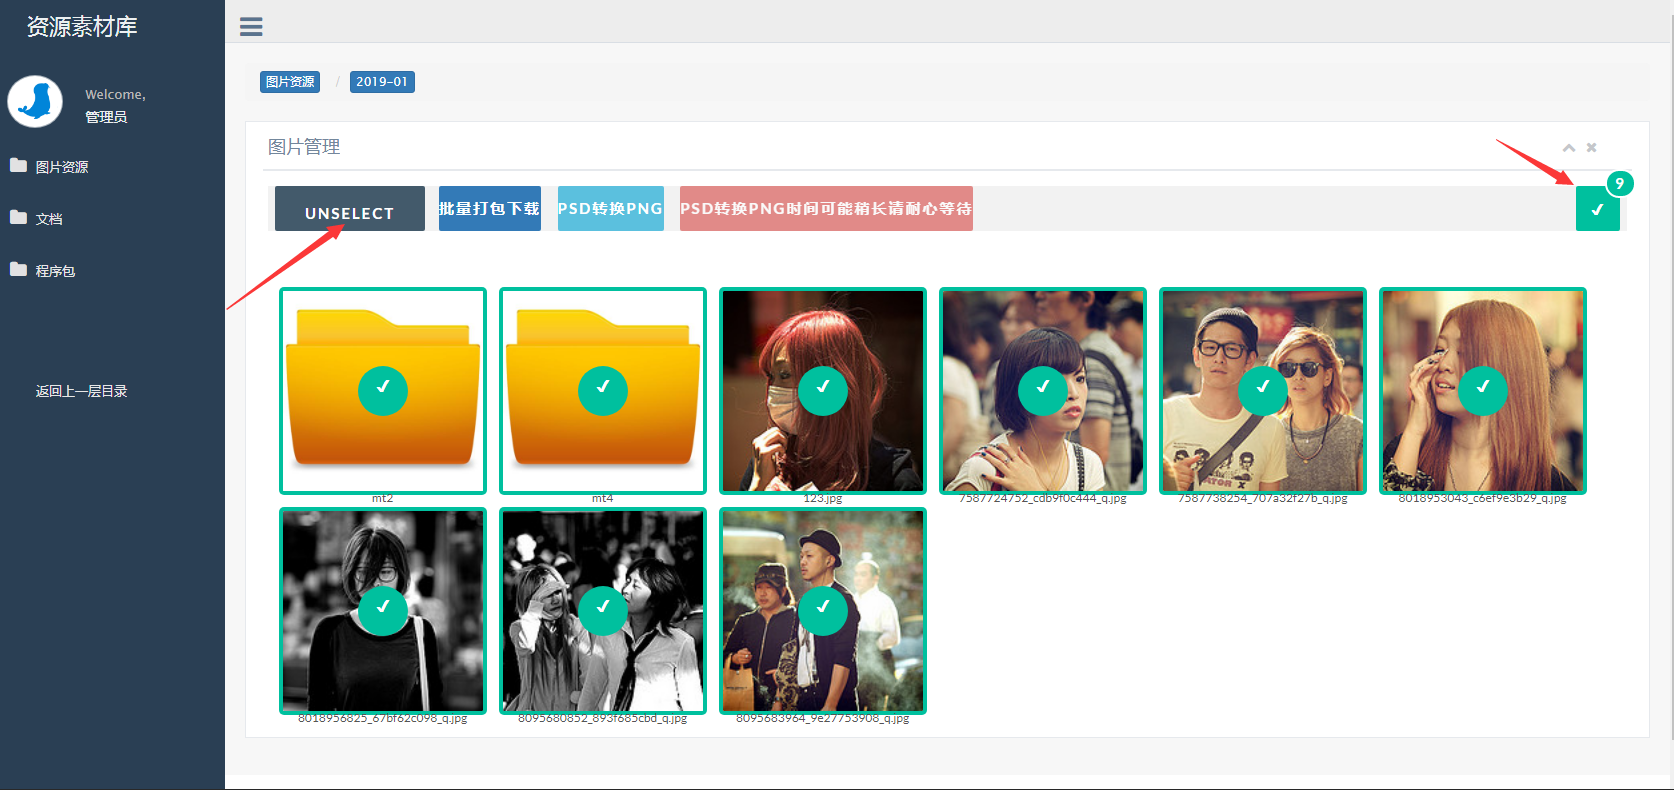 资源素材库
Welcome,
管理员
图片资源
文档
程序包
返回上一层目录
图片资源 / 2019-01
图片管理
UNSELECT 批量打包下载 PSD转换PNG PSD转换PNG时间可能稍长请耐心等待 9
mt2 mt4 123.jpg 7587724752_cdb9f0c444_q.jpg 7587738254_707a32f27b_q.jpg 8018953043_c6ef9e3b29_q.jpg
8018956825_67bf62c098_q.jpg 8095680852_893f685cbd_q.jpg 8095683964_9e27753908_q.jpg